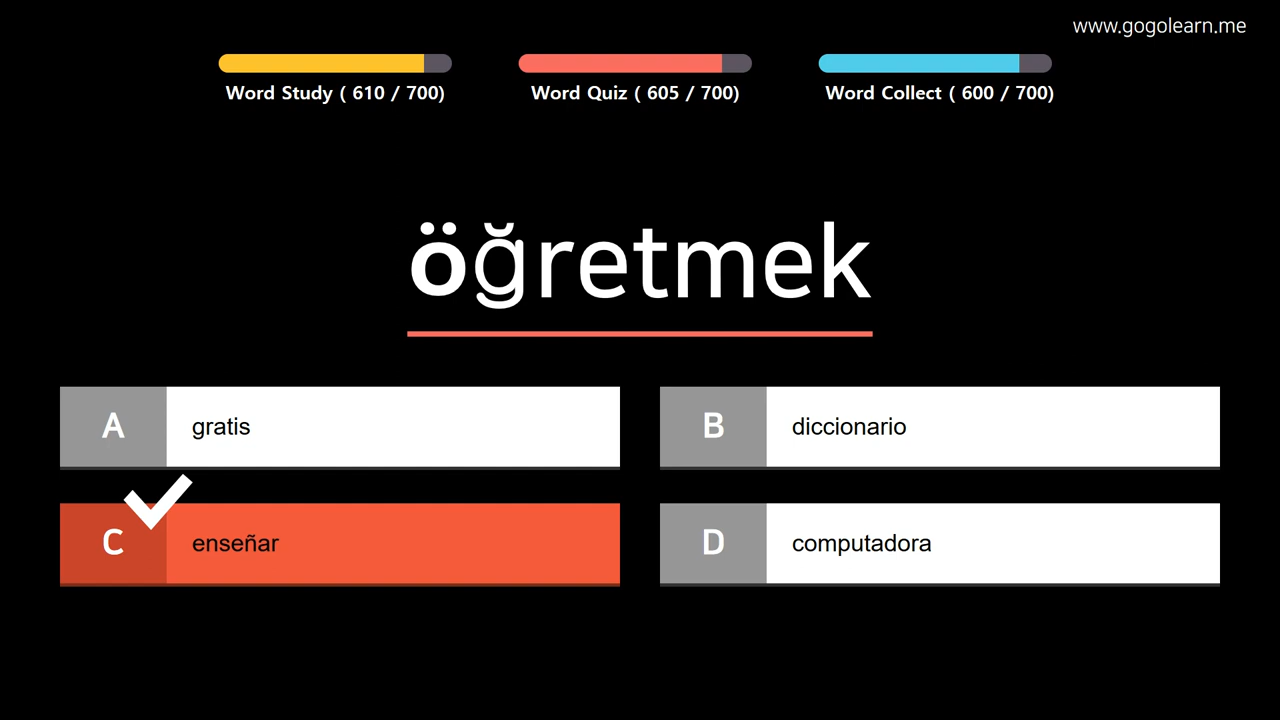 www.gogolearn.me
Word Study ( 610 / 700)
Word Quiz ( 605 / 700)
Word Collect ( 600 / 700)
öğretmek
A gratis
B diccionario
C enseñar
D computadora